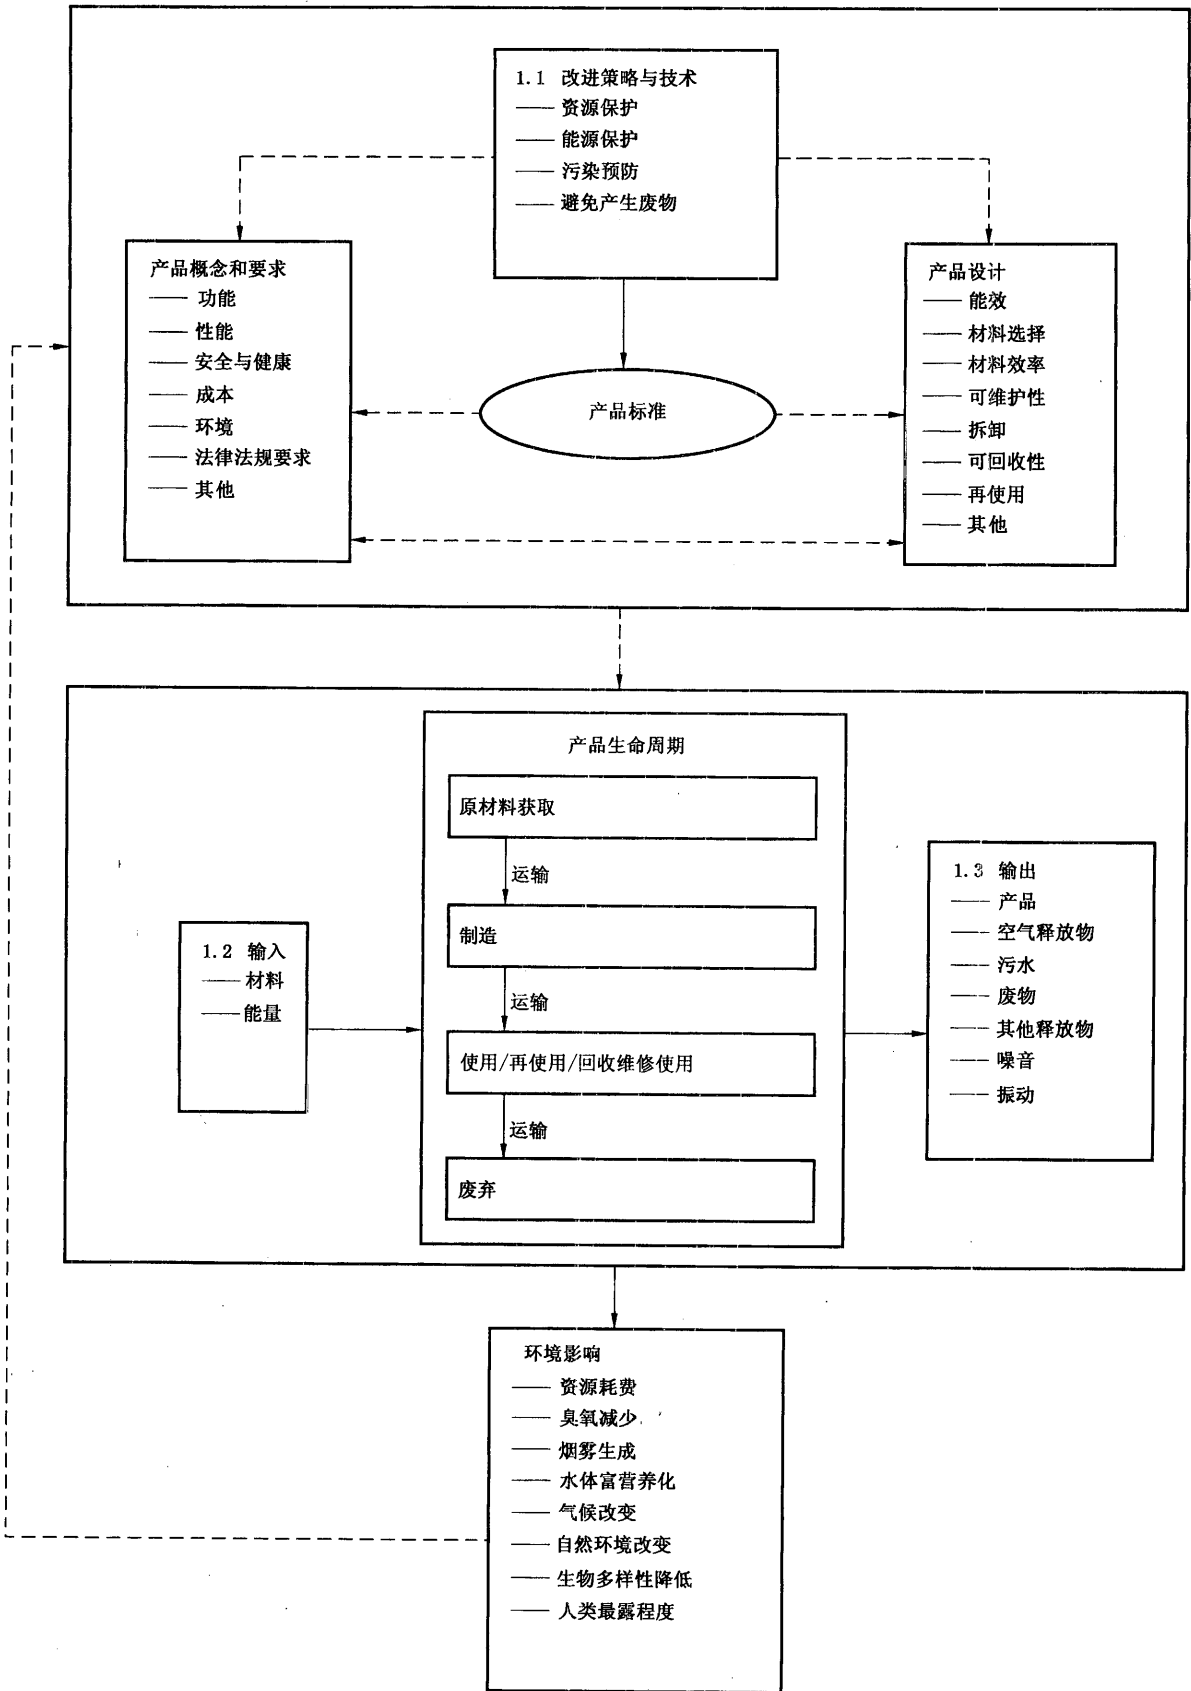 1.1 改进策略与技术
—— 资源保护
—— 能源保护
—— 污染预防
—— 避免产生废物
产品概念和要求
—— 功能
—— 性能
—— 安全与健康
—— 成本
—— 环境
—— 法律法规要求
—— 其他
产品标准
产品设计
—— 能效
—— 材料选择
—— 材料效率
—— 可维护性
—— 拆卸
—— 可回收性
—— 再使用
—— 其他
1.2 输入
—— 材料
—— 能量
产品生命周期
原材料获取
运输
制造
运输
使用/再使用/回收维修使用
运输
废弃
1.3 输出
—— 产品
—— 空气释放物
—— 污水
—— 废物
—— 其他释放物
—— 噪音
—— 振动
环境影响
—— 资源耗费
—— 臭氧减少
—— 烟雾生成
—— 水体富营养化
—— 气候改变
—— 自然环境改变
—— 生物多样性降低
—— 人类最露程度